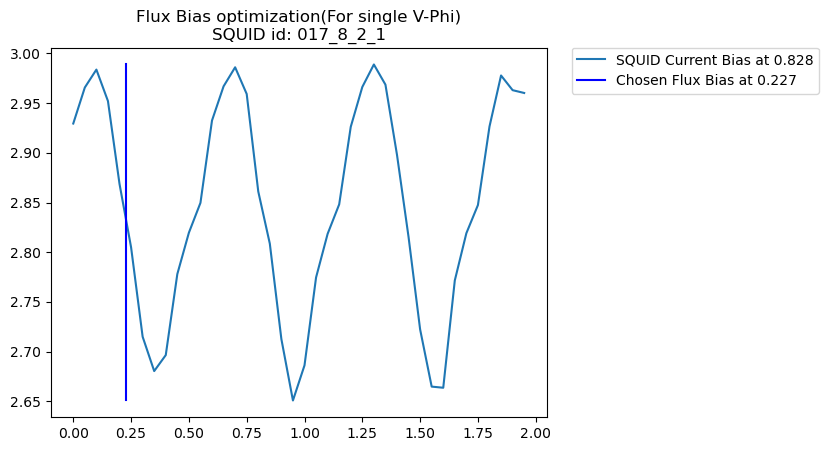 Flux Bias optimization(For single V-Phi)
SQUID id: 017_8_2_1
SQUID Current Bias at 0.828
Chosen Flux Bias at 0.227
3.00
2.95
2.90
2.85
2.80
2.75
2.70
2.65
0.00 0.25 0.50 0.75 1.00 1.25 1.50 1.75 2.00